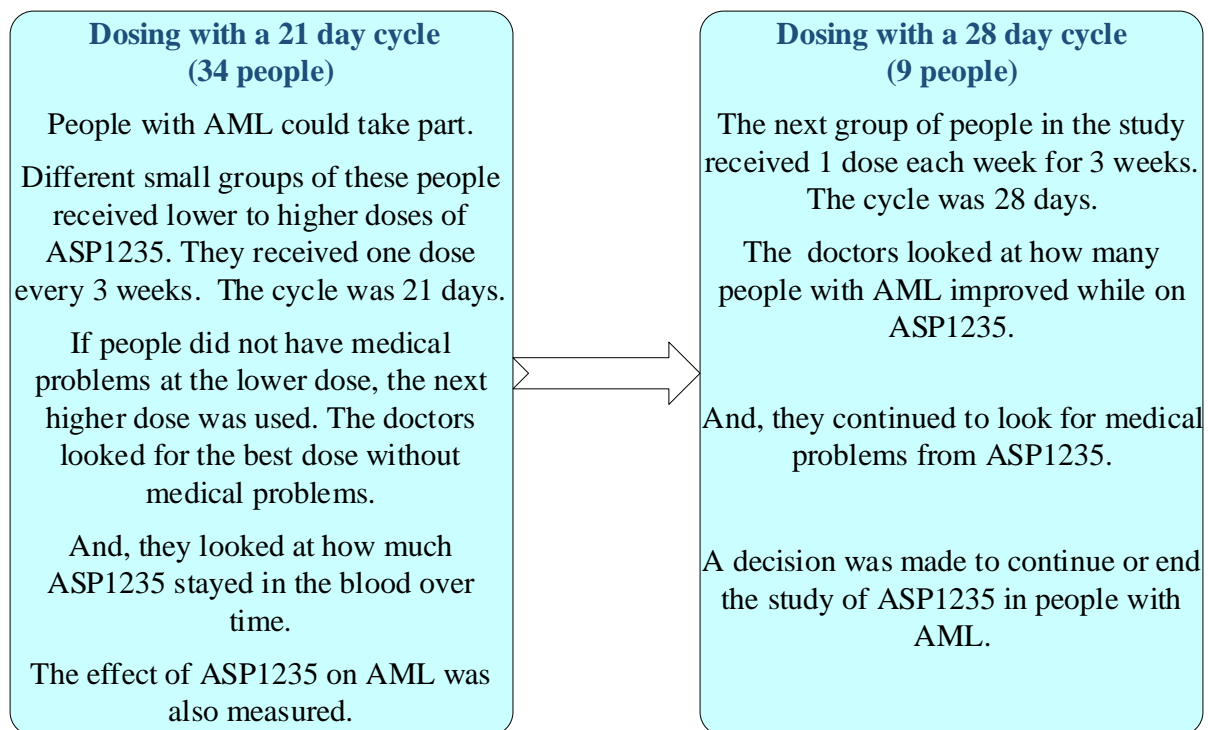 Dosing with a 21 day cycle
(34 people)
People with AML could take part.
Different small groups of these people
received lower to higher doses of
ASP1235. They received one dose
every 3 weeks.  The cycle was 21 days.
If people did not have medical
problems at the lower dose, the next
higher dose was used. The doctors
looked for the best dose without
medical problems.
And, they looked at how much
ASP1235 stayed in the blood over
time.
The effect of ASP1235 on AML was
also measured.
Dosing with a 28 day cycle
(9 people)
The next group of people in the study
received 1 dose each week for 3 weeks.
The cycle was 28 days.
The  doctors looked at how many
people with AML improved while on
ASP1235.
And, they continued to look for medical
problems from ASP1235.
A decision was made to continue or end
the study of ASP1235 in people with
AML.